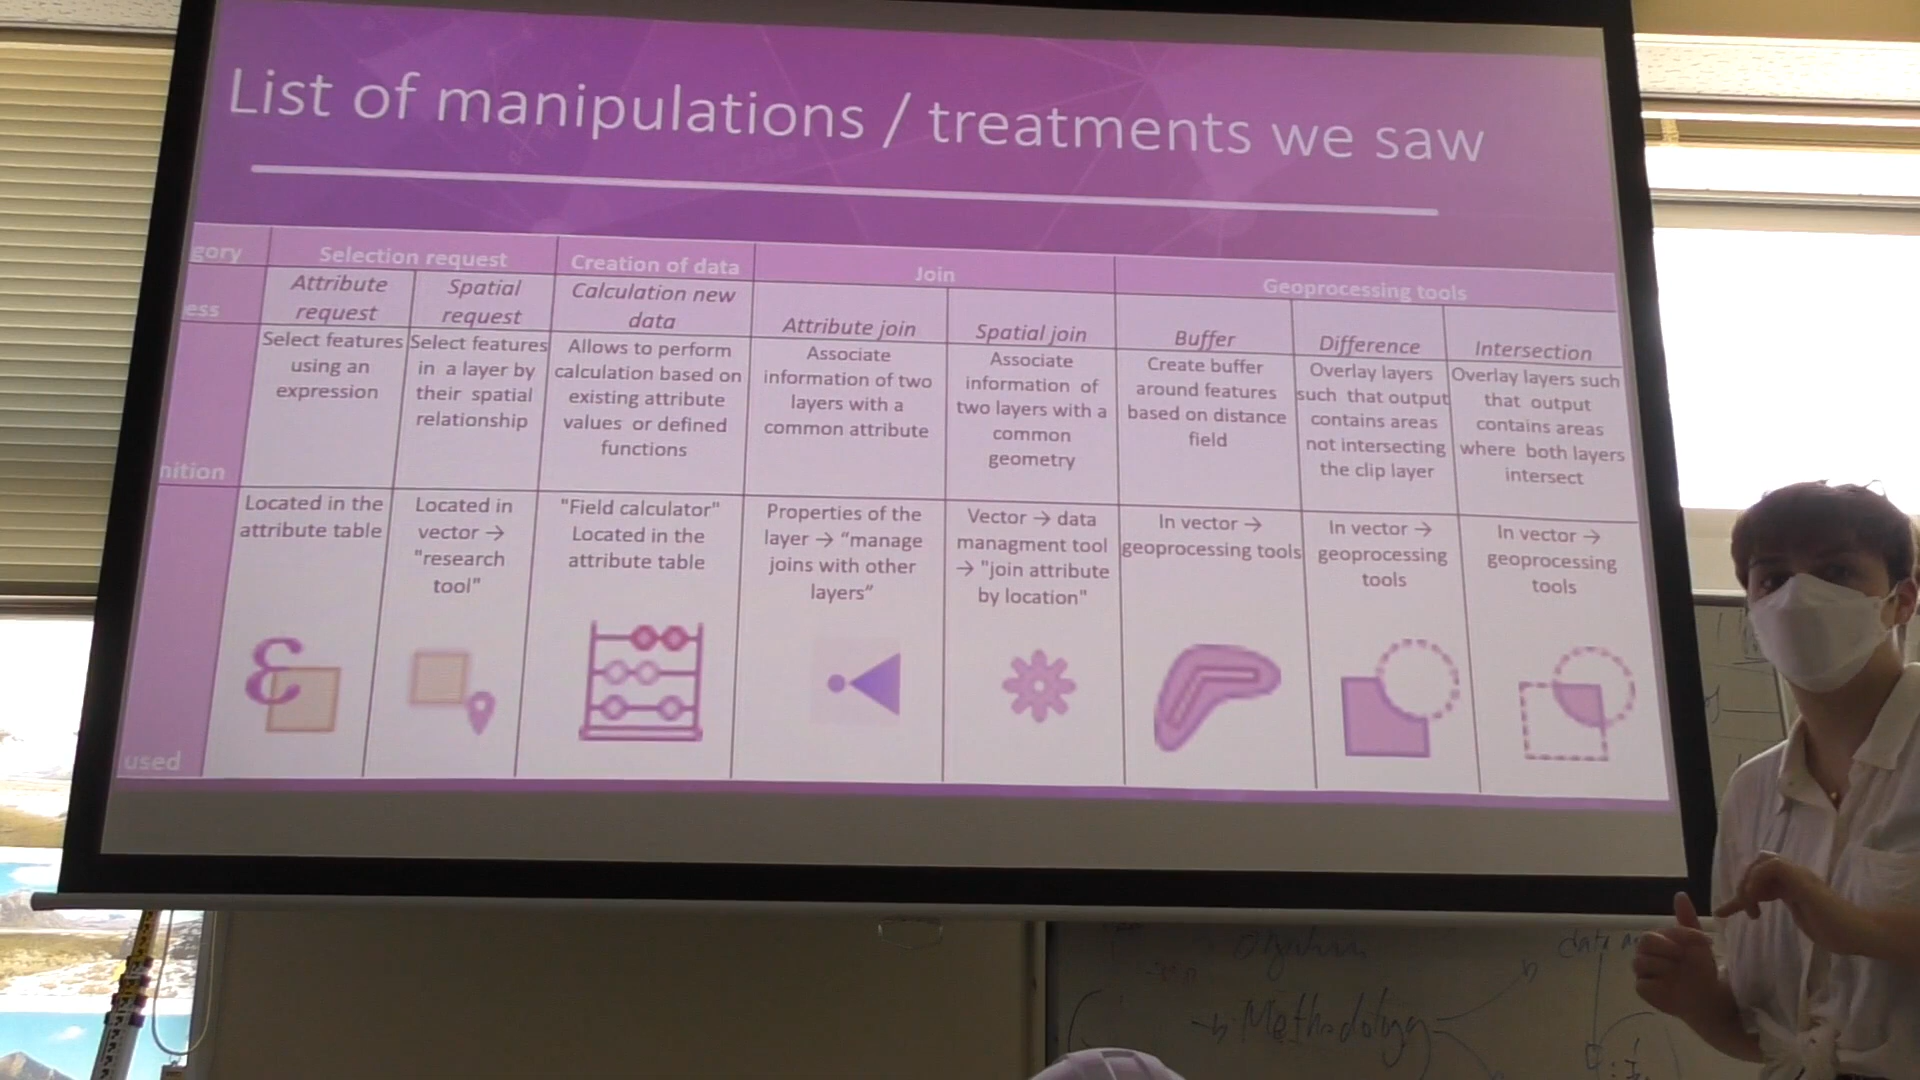 List of manipulations / treatments we saw
gory
Selection request
Creation of data
Join
Geoprocessing tools
ess
Attribute
request
Spatial
request
Calculation new
data
Attribute join
Spatial join
Buffer
Difference
Intersection
nition
Select features
using an
expression
Select features
in a layer by
their spatial
relationship
Allows to perform
calculation based on
existing attribute
values or defined
functions
Associate
information of two
layers with a
common attribute
Associate
information of
two layers with a
common
geometry
Create buffer
around features
based on distance
field
Overlay layers
such that output
contains areas
not intersecting
the clip layer
Overlay layers such
that output
contains areas
where both layers
intersect
used
Located in the
attribute table
Located in
vector →
"research
tool"
"Field calculator"
Located in the
attribute table
Properties of the
layer → “manage
joins with other
layers”
Vector → data
managment tool
→ "join attribute
by location"
In vector →
geoprocessing tools
In vector →
geoprocessing
tools
In vector →
geoprocessing
tools
ε
data
Methodology